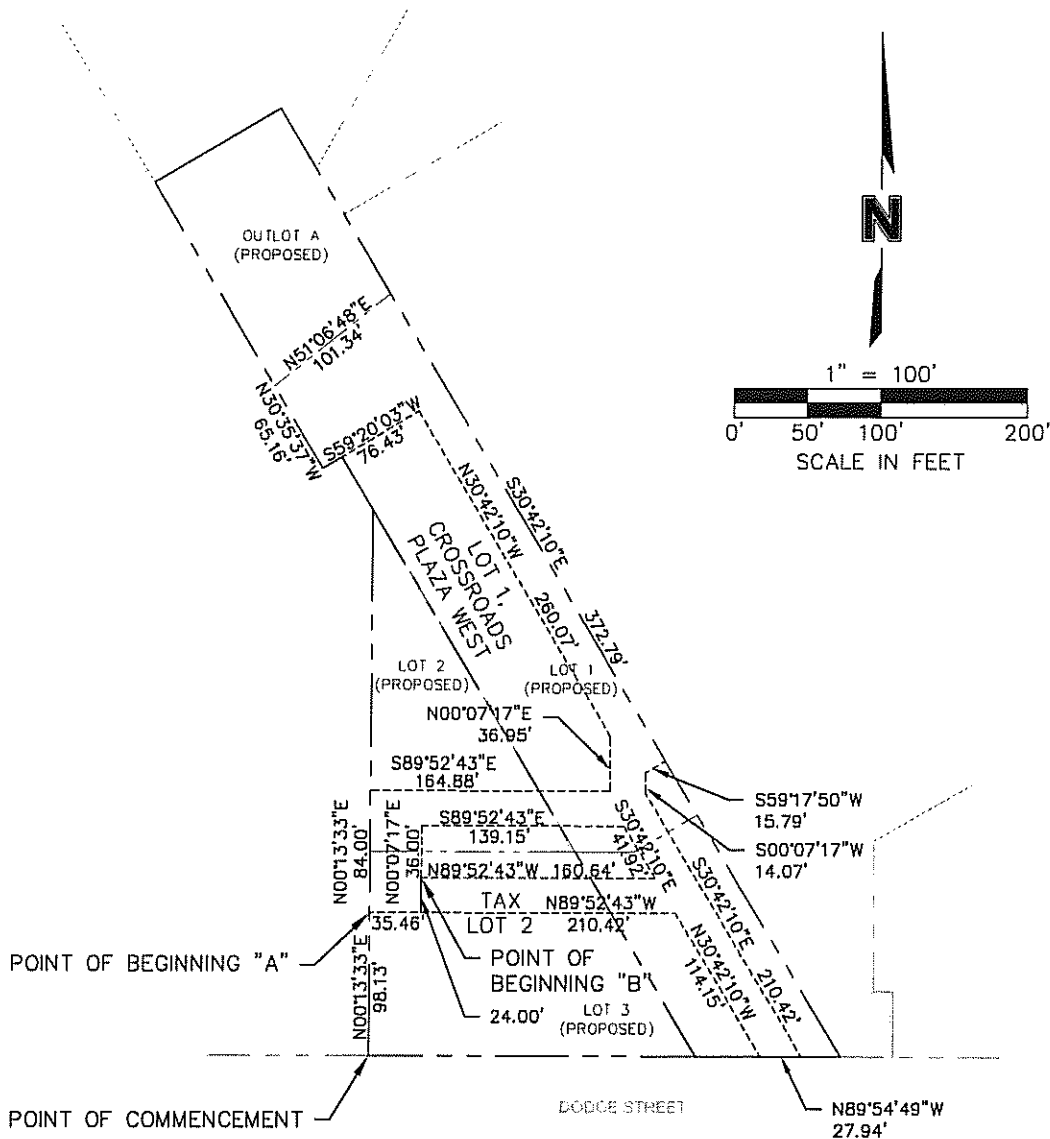 OUTLOT A
(PROPOSED)
N
1" = 100'
0' 50' 100' 200'
SCALE IN FEET
N51°06'48"E
101.34'
N30°35'37"W
65.16'
S59°20'03"W
76.43'
N30°42'10"W
260.07'
S30°42'10"E
372.79'
LOT 1,
CROSSROADS
PLAZA WEST
LOT 2
(PROPOSED)
LOT 1
(PROPOSED)
N00°07'17"E
36.95'
S89°52'43"E
164.88'
S59°17'50"W
15.79'
S00°07'17"W
14.07'
N00°13'33"E
84.00'
N00°07'17"E
36.00'
S89°52'43"E
139.15'
S30°42'10"E
41.92'
N89°52'43"W 160.64'
TAX
LOT 2
N89°52'43"W
210.42'
35.46'
S30°42'10"E
210.42'
N30°42'10"W
114.15'
POINT OF BEGINNING "A"
POINT OF
BEGINNING "B"
24.00'
LOT 3
(PROPOSED)
N00°13'33"E
98.13'
POINT OF COMMENCEMENT
DODGE STREET
N89°54'49"W
27.94'